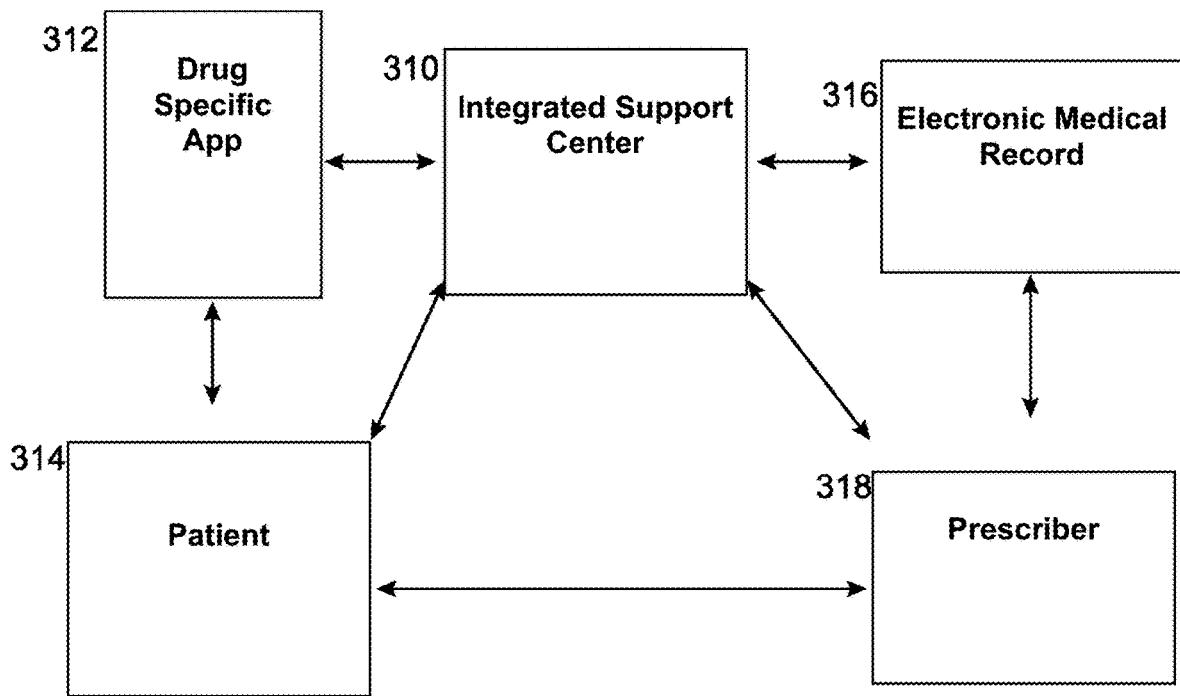 312
Drug
Specific
App
310
Integrated Support
Center
316
Electronic Medical
Record
314
Patient
318
Prescriber